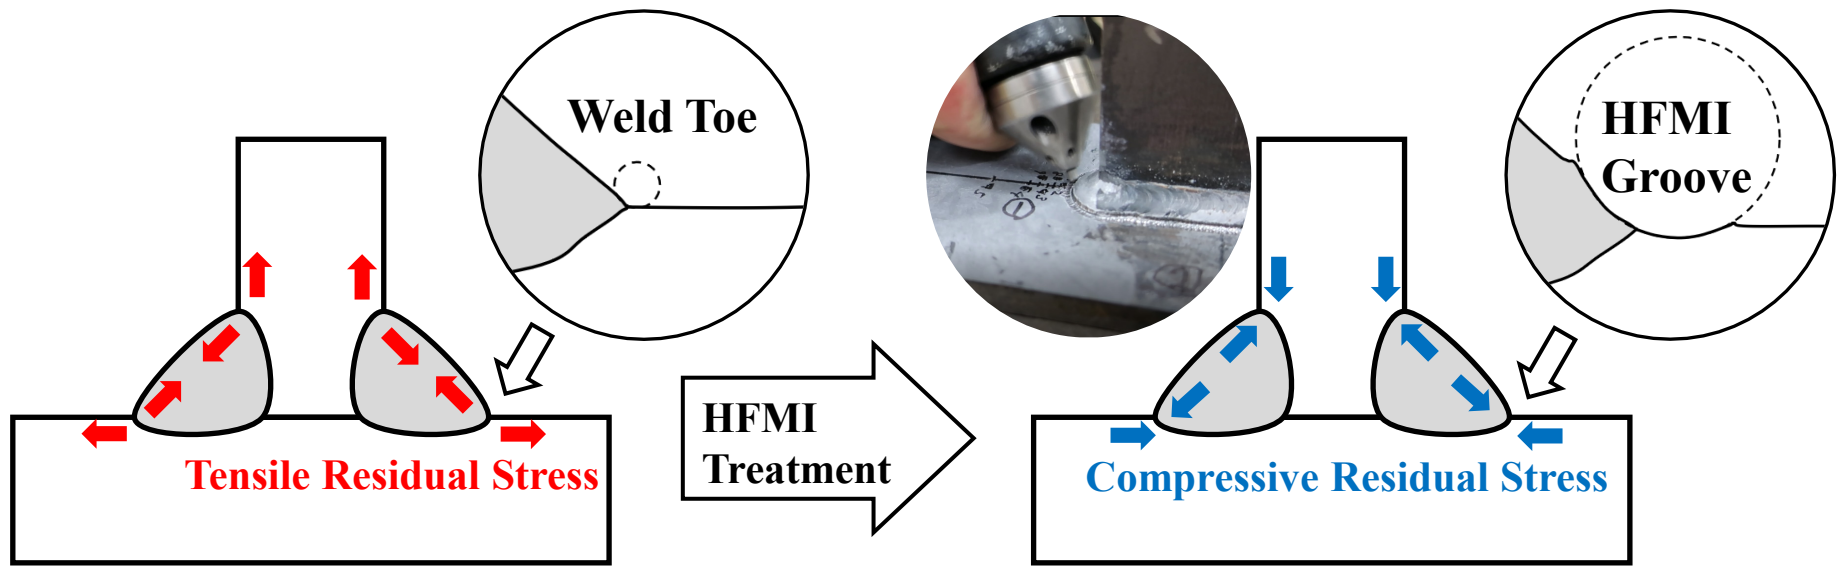 Weld Toe
HFMI
Groove
HFMI
Treatment
Tensile Residual Stress
Compressive Residual Stress